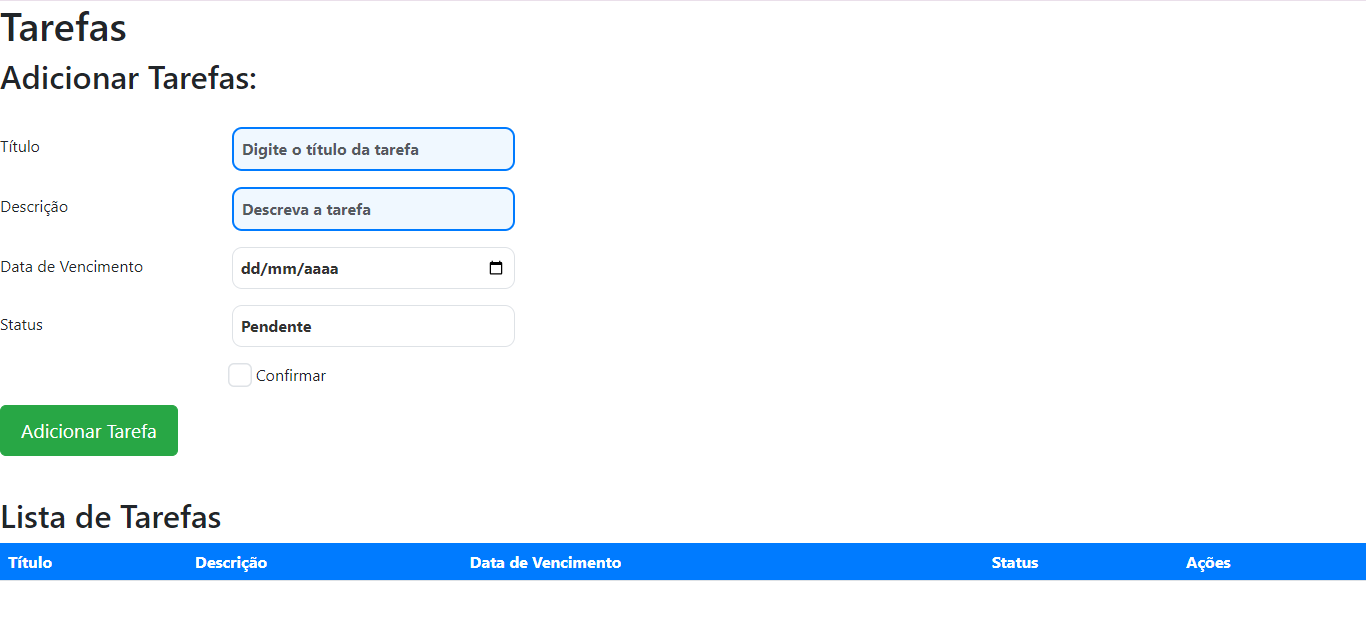 Tarefas
Adicionar Tarefas:
Título Digite o título da tarefa
Descrição Descreva a tarefa
Data de Vencimento dd/mm/aaaa
Status Pendente
Confirmar
Adicionar Tarefa
Lista de Tarefas
Título Descrição Data de Vencimento Status Ações